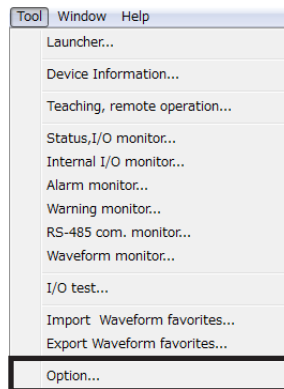 Tool Window Help
Launcher...
Device Information...
Teaching, remote operation...
Status,I/O monitor...
Internal I/O monitor...
Alarm monitor...
Warning monitor...
RS-485 com. monitor...
Waveform monitor...
I/O test...
Import  Waveform favorites...
Export Waveform favorites...
Option...